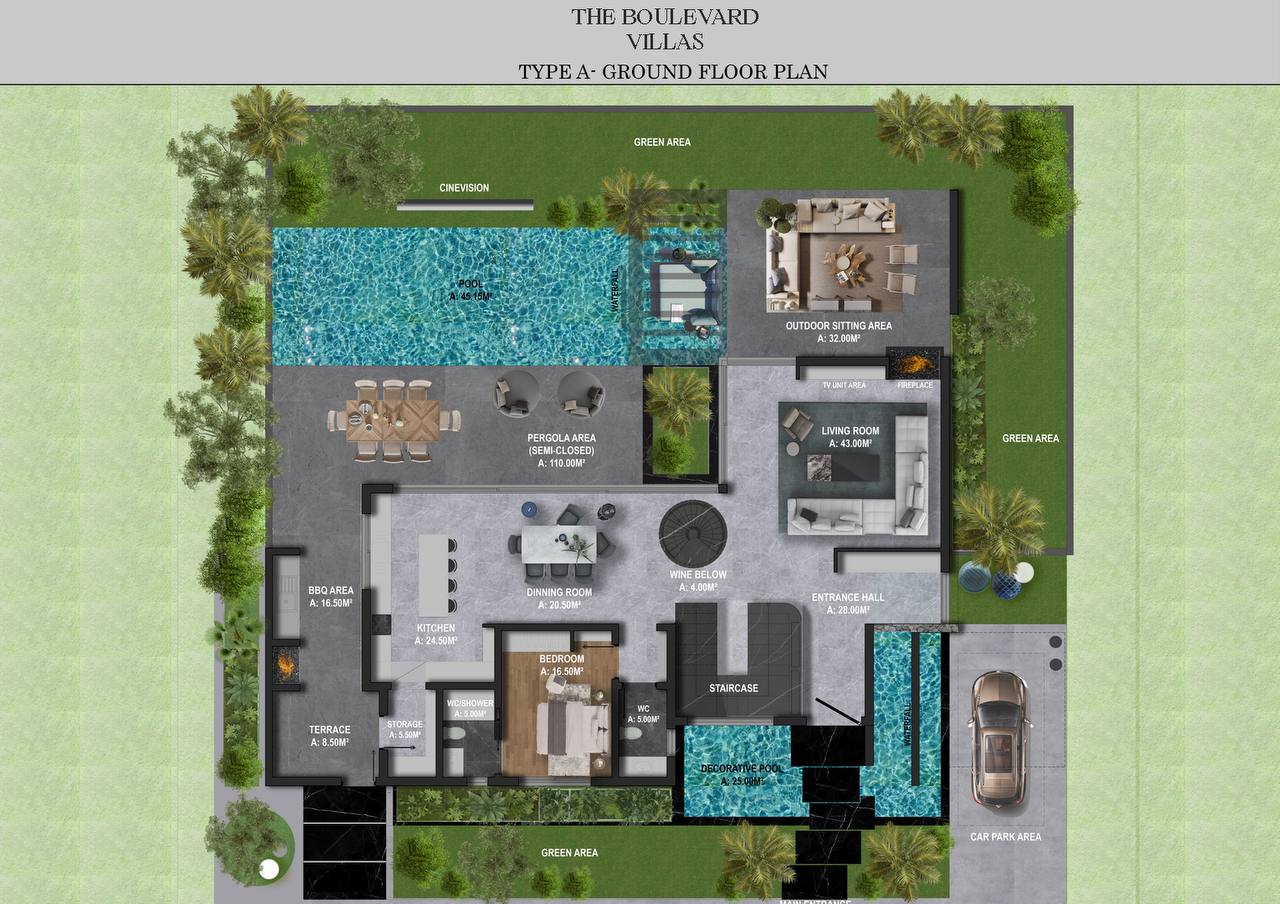 THE BOULEVARD
VILLAS
TYPE A- GROUND FLOOR PLAN
GREEN AREA
CINEVISION
POOL
A: 45.15M²
WATERFALL
OUTDOOR SITTING AREA
A: 32.00M²
TV UNIT AREA
FIREPLACE
LIVING ROOM
A: 43.00M²
GREEN AREA
PERGOLA AREA
(SEMI-CLOSED)
A: 110.00M²
WINE BELOW
A: 4.00M²
DINNING ROOM
A: 20.50M²
BBQ AREA
A: 16.50M²
ENTRANCE HALL
A: 28.00M²
KITCHEN
A: 24.50M²
BEDROOM
A: 16.50M²
STAIRCASE
WC/SHOWER
A: 5.00M²
WC
A: 5.00M²
STORAGE
A: 5.50M²
TERRACE
A: 8.50M²
WATERFALL
DECORATIVE POOL
A: 25.00M²
CAR PARK AREA
GREEN AREA
MAIN ENTRANCE